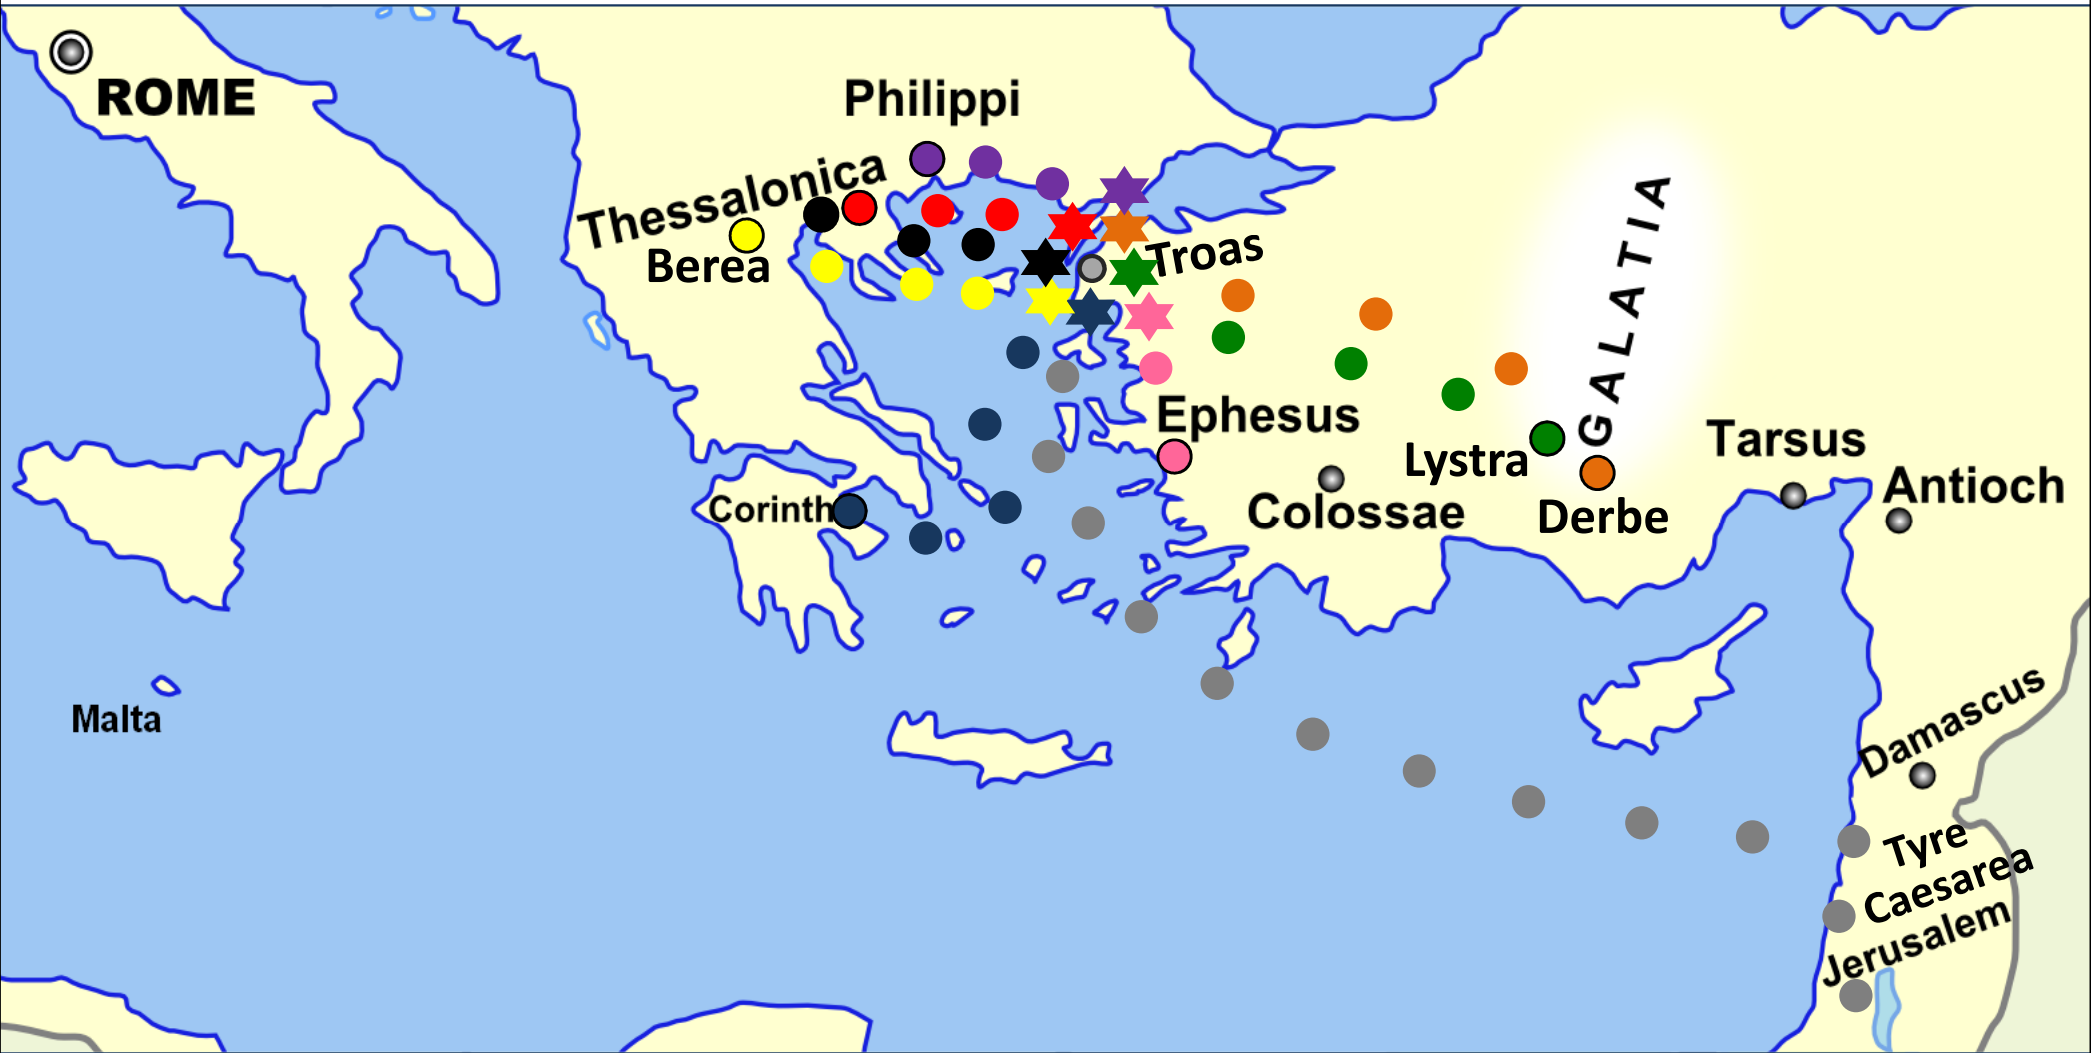 ROME
Philippi
Thessalonica
Berea
Troas
GALATIA
Ephesus
Lystra
Tarsus
Antioch
Colossae
Derbe
Corinth
Malta
Damascus
Tyre
Caesarea
Jerusalem